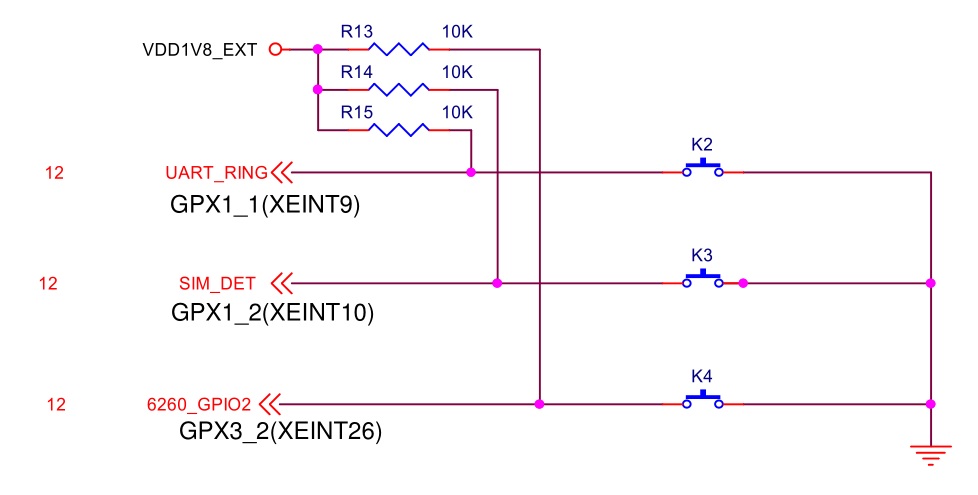 R13 10K
VDD1V8_EXT
R14 10K
R15 10K
K2
12 UART_RING
GPX1_1(XEINT9)
K3
12 SIM_DET
GPX1_2(XEINT10)
K4
12 6260_GPIO2
GPX3_2(XEINT26)